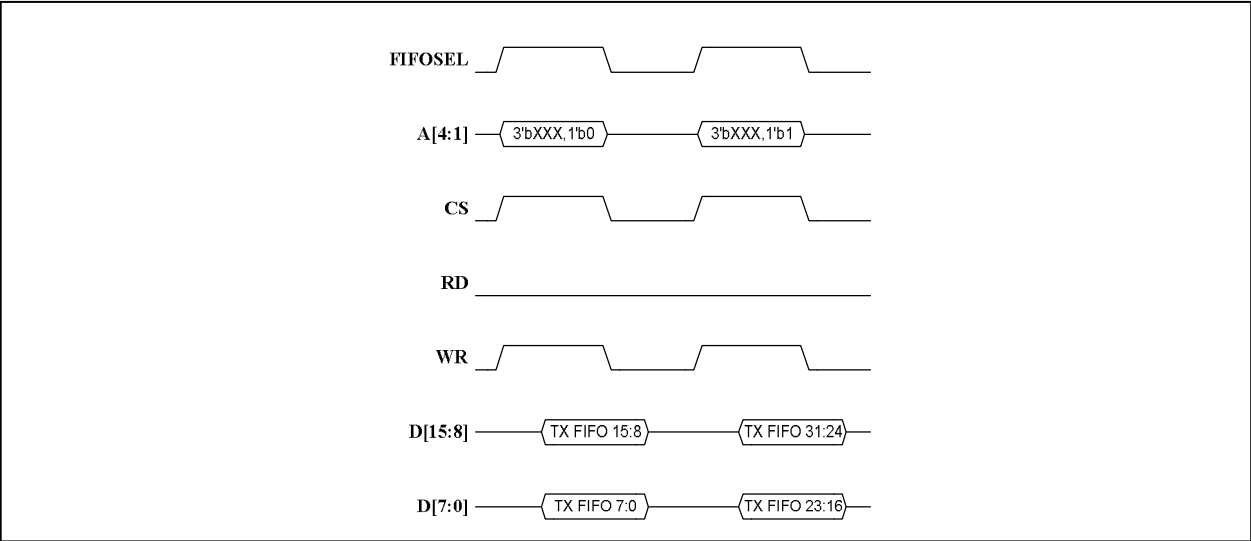 FIFOSEL
A[4:1] 3'bXXX,1'b0 3'bXXX,1'b1
CS
RD
WR
D[15:8] TX FIFO 15:8 TX FIFO 31:24
D[7:0] TX FIFO 7:0 TX FIFO 23:16